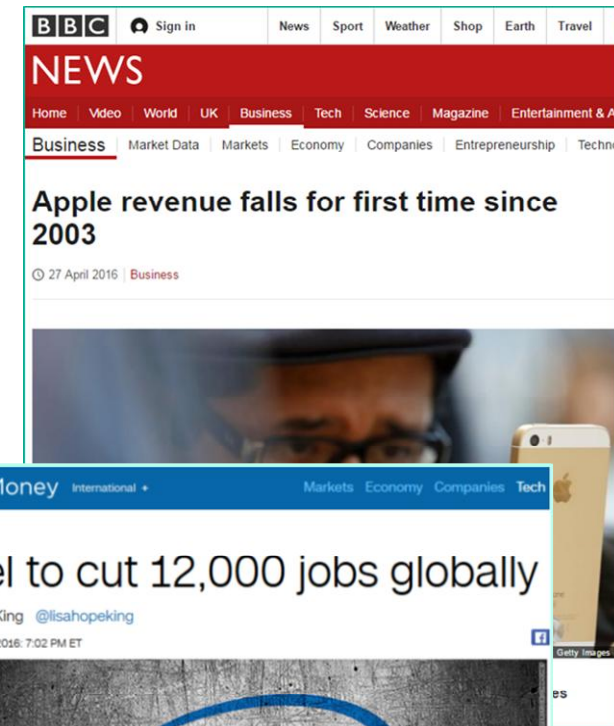 BBC Sign in News Sport Weather Shop Earth Travel
NEWS
Home Video World UK Business Tech Science Magazine Entertainment & A
Business Market Data Markets Economy Companies Entrepreneurship Techn
Apple revenue falls for first time since
2003
27 April 2016 Business
Money International + Markets Economy Companies Tech
el to cut 12,000 jobs globally
King @lisahopeking
2016: 7:02 PM ET
Getty Images
es